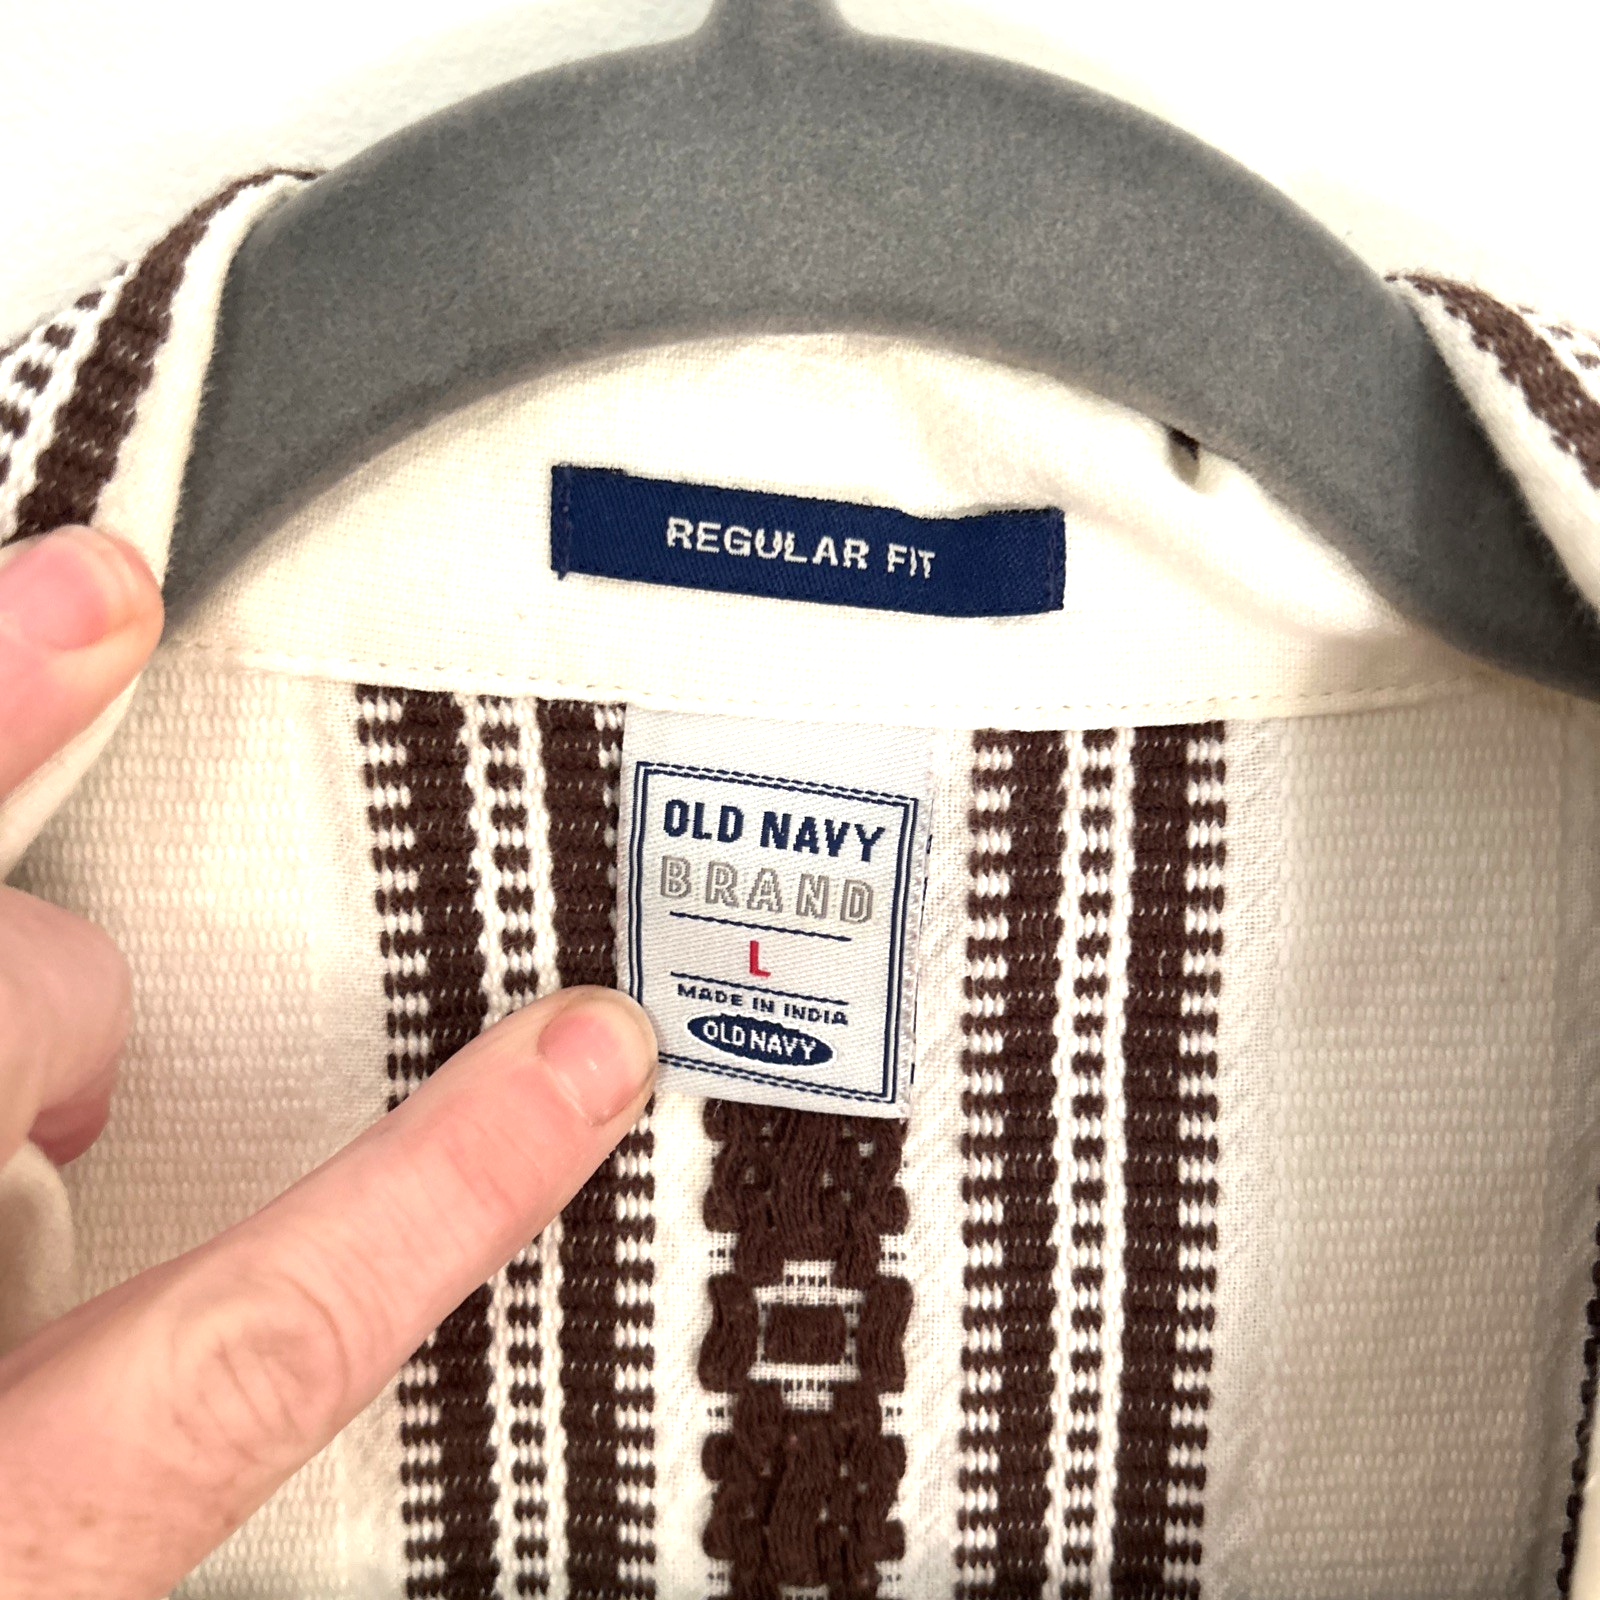 REGULAR FIT
OLD NAVY
BRAND
L
MADE IN INDIA
OLD NAVY